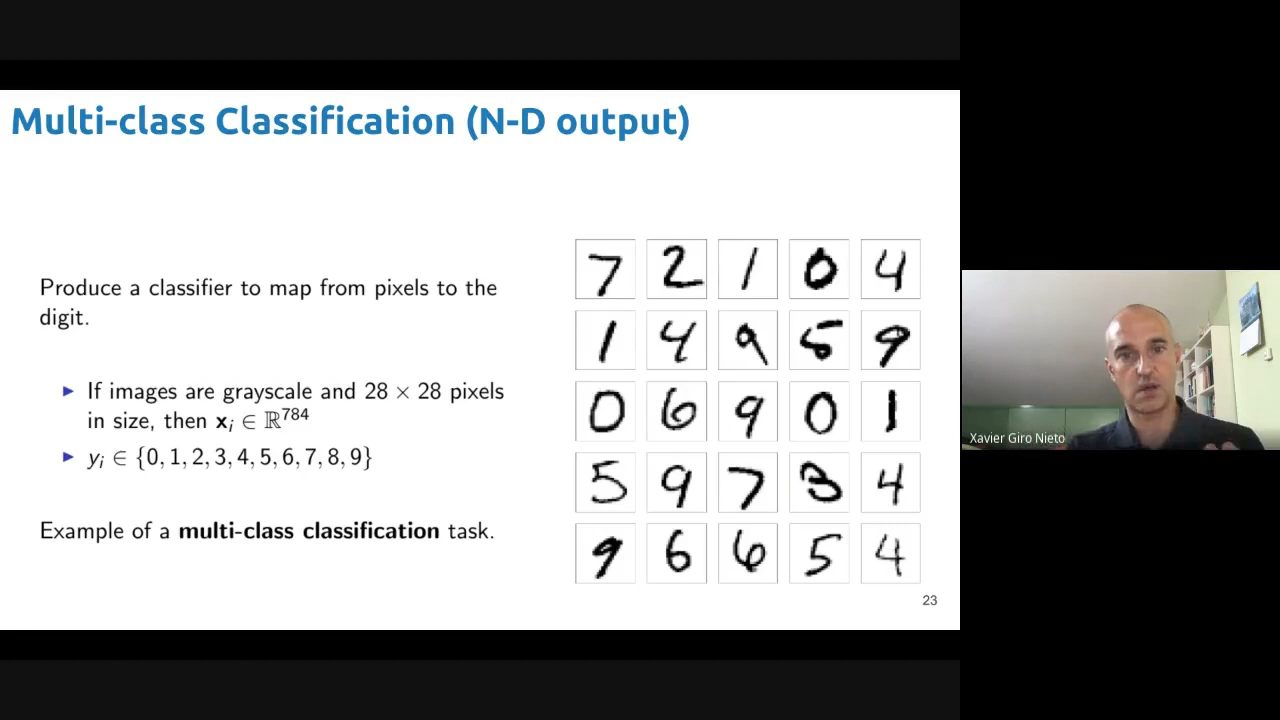 Multi-class Classification (N-D output)
Produce a classifier to map from pixels to the
digit.
▶ If images are grayscale and 28 × 28 pixels
in size, then xᵢ ∈ ℝ⁷⁸⁴
▶ yᵢ ∈ {0, 1, 2, 3, 4, 5, 6, 7, 8, 9}
Example of a multi-class classification task.
7 2 1 0 4
1 4 9 5 9
0 6 9 0 1
5 9 7 3 4
9 6 6 5 4
23
Xavier Giro Nieto